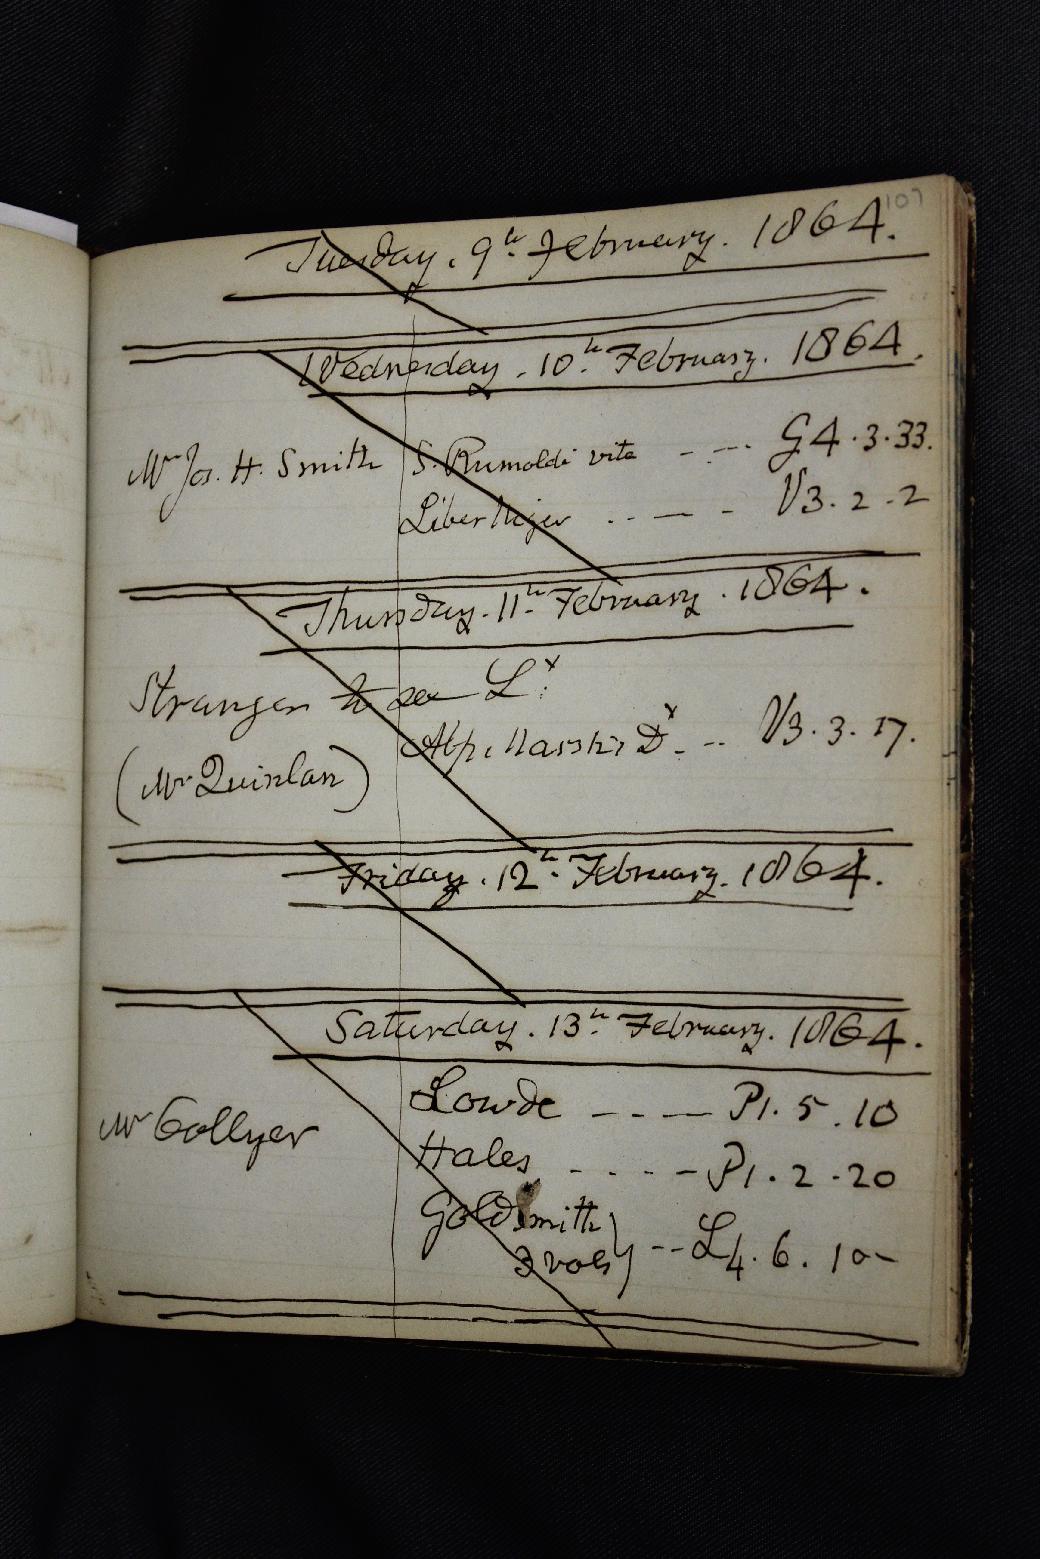 107
Tuesday. 9th February. 1864.
Wednesday. 10th February. 1864.
Mr Jos. H. Smith S. Rumoldi vita --- G4.3.33.
Liber Niger ---- V3.2.2
Thursday. 11th February. 1864.
Stranger to see Lx:
Abp. Marsh's Dx. -- V3.3.17.
(Mr Quinlan)
Friday. 12th February. 1864.
Saturday. 13th February. 1864.
Lowde ---- P1.5.10
Mr Collyer
Hales ----- P1.2.20
Goldsmith
3 vols} -- L4.6.10-